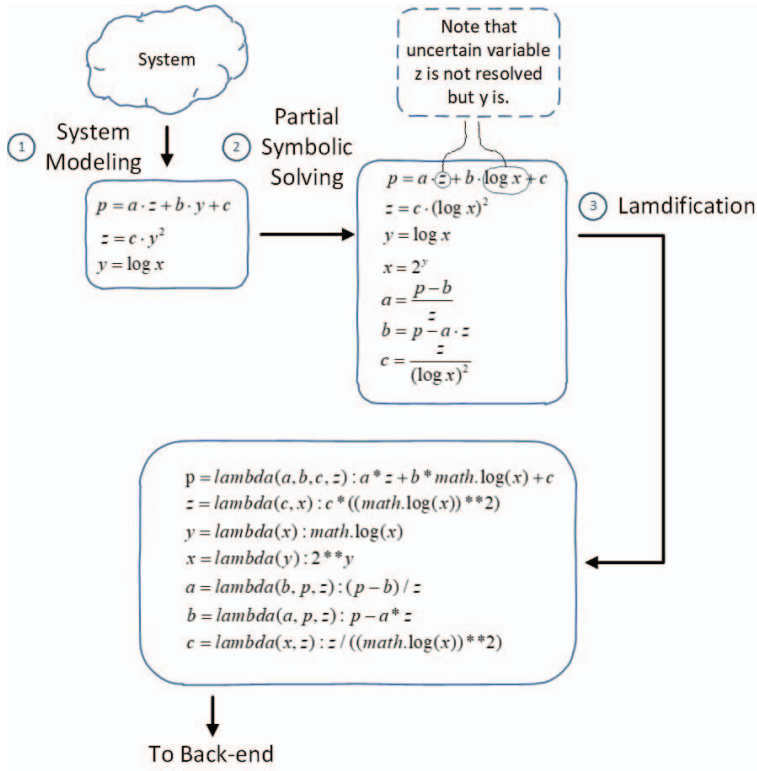 System
Note that
uncertain variable
z is not resolved
but y is.
1 System
Modeling
2 Partial
Symbolic
Solving
p = a · z + b · y + c
z = c · y²
y = log x
p = a · z + b · log x + c
z = c · (log x)²
y = log x
x = 2^y
a = (p − b) / z
b = p − a · z
c = z / (log x)²
3 Lamdification
p = lambda(a,b,c,z) : a * z + b * math.log(x) + c
z = lambda(c,x) : c * ((math.log(x)) ** 2)
y = lambda(x) : math.log(x)
x = lambda(y) : 2 ** y
a = lambda(b, p, z) : (p − b) / z
b = lambda(a, p, z) : p − a * z
c = lambda(x, z) : z / ((math.log(x)) ** 2)
To Back-end